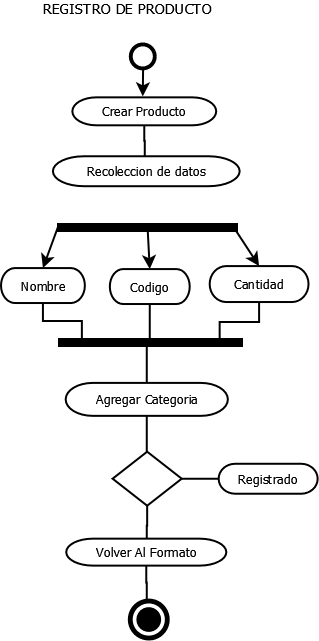 REGISTRO DE PRODUCTO
Crear Producto
Recoleccion de datos
Nombre
Codigo
Cantidad
Agregar Categoria
Registrado
Volver Al Formato